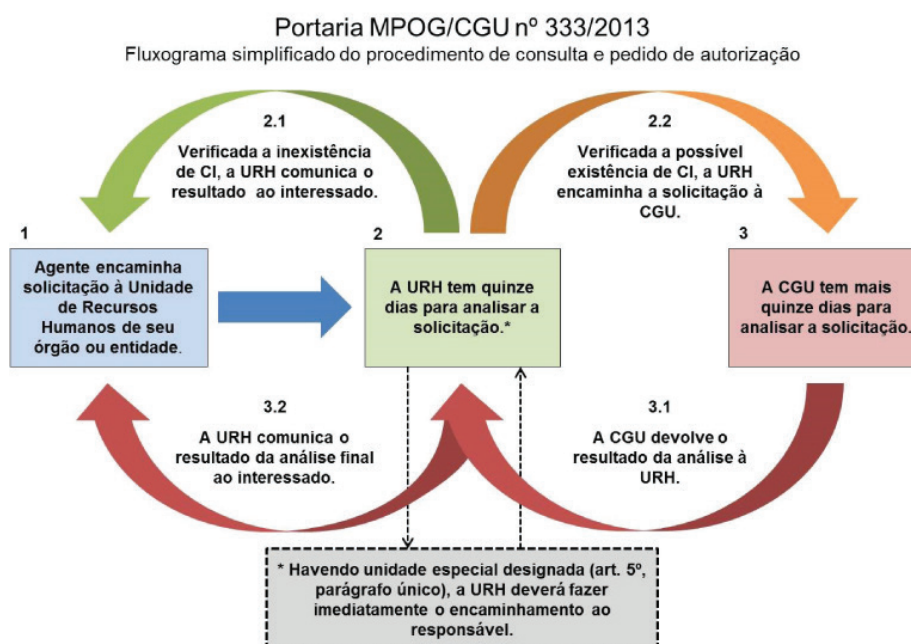 Portaria MPOG/CGU nº 333/2013
Fluxograma simplificado do procedimento de consulta e pedido de autorização
2.1
Verificada a inexistência
de CI, a URH comunica o
resultado ao interessado.
2.2
Verificada a possível
existência de CI, a URH
encaminha a solicitação à
CGU.
1
Agente encaminha
solicitação à Unidade
de Recursos
Humanos de seu
órgão ou entidade.
2
A URH tem quinze
dias para analisar a
solicitação.*
3
A CGU tem mais
quinze dias para
analisar a solicitação.
3.2
A URH comunica o
resultado da análise final
ao interessado.
3.1
A CGU devolve o
resultado da análise à
URH.
* Havendo unidade especial designada (art. 5º,
parágrafo único), a URH deverá fazer
imediatamente o encaminhamento ao
responsável.